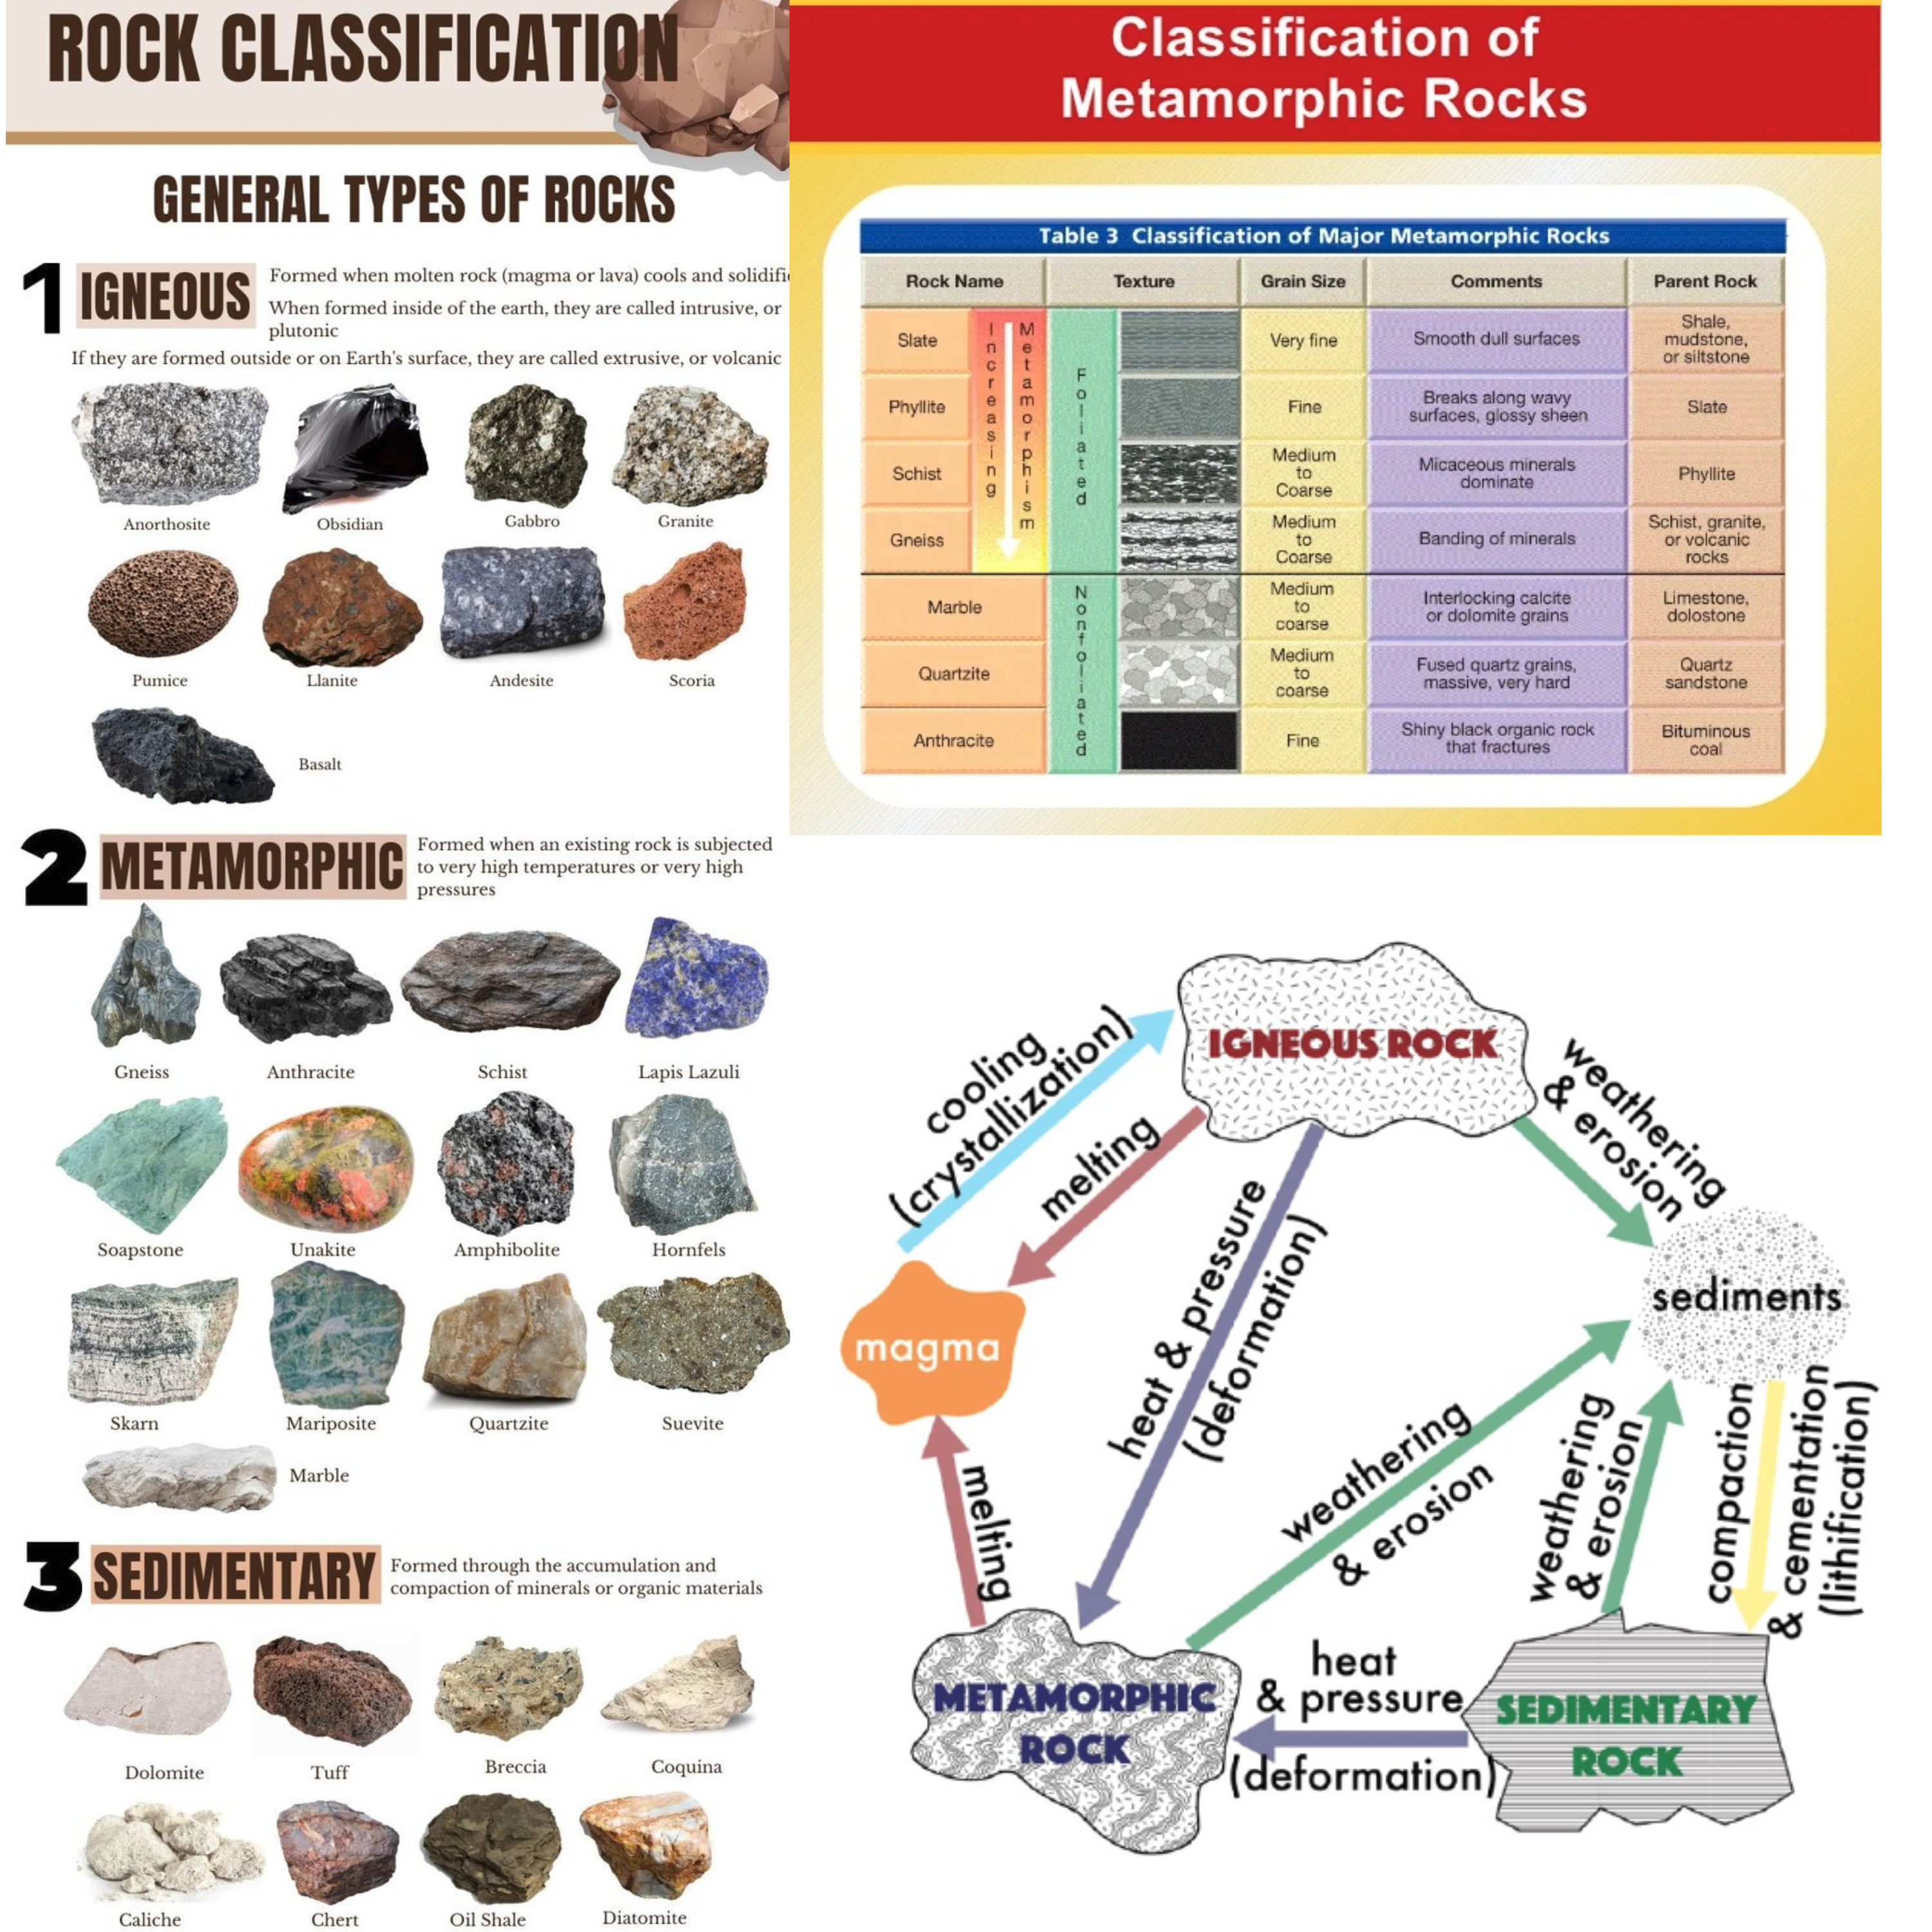 ROCK CLASSIFICATION
GENERAL TYPES OF ROCKS
1 IGNEOUS
Formed when molten rock (magma or lava) cools and solidifi
When formed inside of the earth, they are called intrusive, or
plutonic
If they are formed outside or on Earth's surface, they are called extrusive, or volcanic
Anorthosite
Obsidian
Gabbro
Granite
Pumice
Llanite
Andesite
Scoria
Basalt
2 METAMORPHIC
Formed when an existing rock is subjected
to very high temperatures or very high
pressures
Gneiss
Anthracite
Schist
Lapis Lazuli
Soapstone
Unakite
Amphibolite
Hornfels
Skarn
Mariposite
Quartzite
Suevite
Marble
3 SEDIMENTARY
Formed through the accumulation and
compaction of minerals or organic materials
Dolomite
Tuff
Breccia
Coquina
Caliche
Chert
Oil Shale
Diatomite
Classification of
Metamorphic Rocks
Table 3 Classification of Major Metamorphic Rocks
Rock Name
Texture
Grain Size
Comments
Parent Rock
Increasing
Metamorphism
Foliated
Slate
Very fine
Smooth dull surfaces
Shale,
mudstone,
or siltstone
Phyllite
Fine
Breaks along wavy
surfaces, glossy sheen
Slate
Schist
Medium
to
Coarse
Micaceous minerals
dominate
Phyllite
Gneiss
Medium
to
Coarse
Banding of minerals
Schist, granite,
or volcanic
rocks
Nonfoliated
Marble
Medium
to
coarse
Interlocking calcite
or dolomite grains
Limestone,
dolostone
Quartzite
Medium
to
coarse
Fused quartz grains,
massive, very hard
Quartz
sandstone
Anthracite
Fine
Shiny black organic rock
that fractures
Bituminous
coal
IGNEOUS ROCK
cooling
(crystallization)
melting
weathering
& erosion
heat & pressure
(deformation)
sediments
magma
weathering
& erosion
weathering
& erosion
compaction
& cementation
(lithification)
melting
METAMORPHIC
ROCK
heat
& pressure
(deformation)
SEDIMENTARY
ROCK